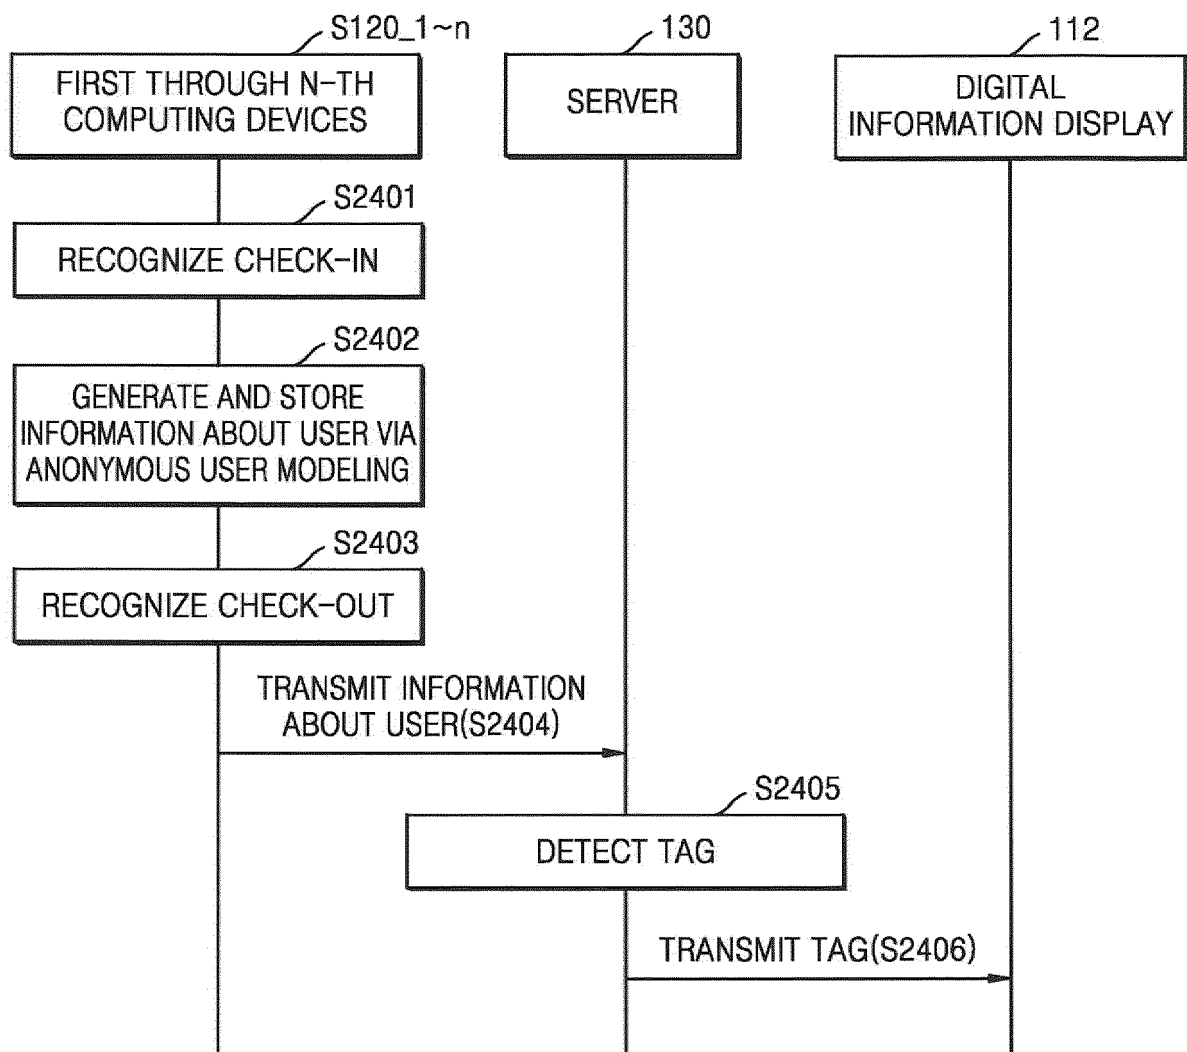 S120_1~n
FIRST THROUGH N-TH
COMPUTING DEVICES
130
SERVER
112
DIGITAL
INFORMATION DISPLAY
S2401
RECOGNIZE CHECK-IN
S2402
GENERATE AND STORE
INFORMATION ABOUT USER VIA
ANONYMOUS USER MODELING
S2403
RECOGNIZE CHECK-OUT
TRANSMIT INFORMATION
ABOUT USER(S2404)
S2405
DETECT TAG
TRANSMIT TAG(S2406)